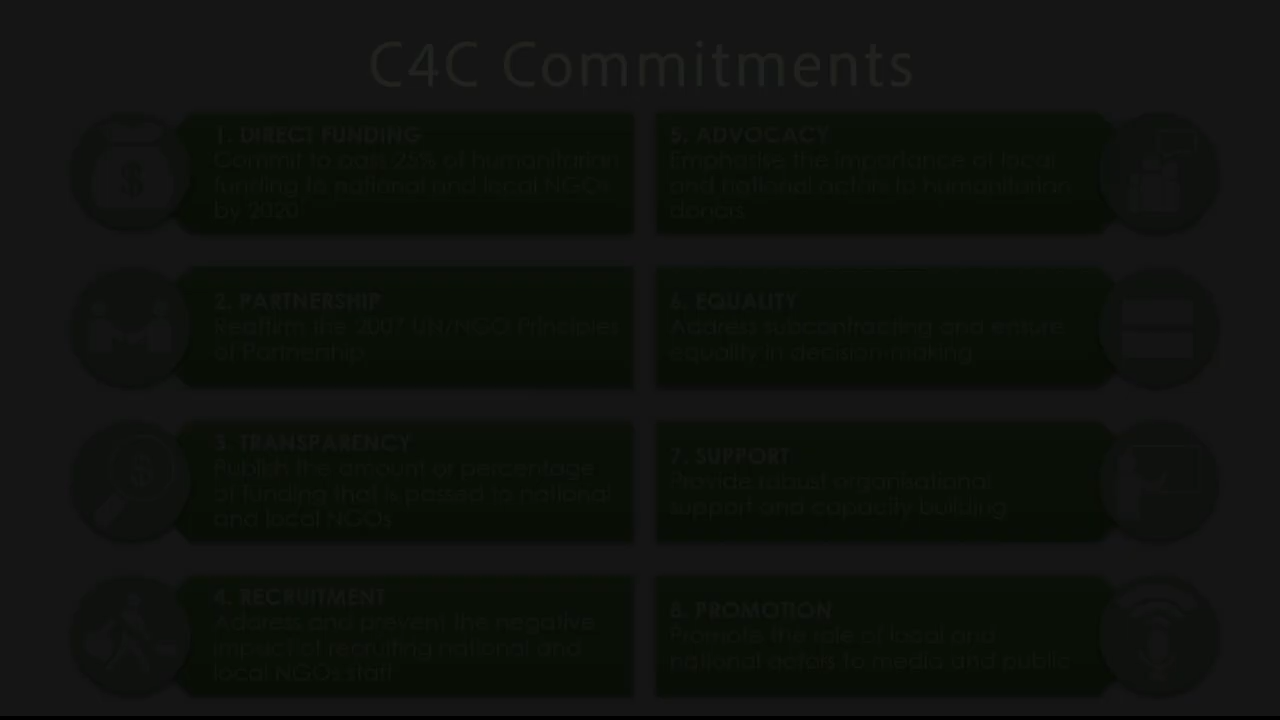 C4C Commitments
1. DIRECT FUNDING
Commit to pass 25% of humanitarian
funding to national and local NGOs
by 2020
2. PARTNERSHIP
Reaffirm the 2007 UN/NGO Principles
of Partnership
3. TRANSPARENCY
Publish the amount or percentage
of funding that is passed to national
and local NGOs
4. RECRUITMENT
Address and prevent the negative
impact of recruiting national and
local NGOs staff
5. ADVOCACY
Emphasise the importance of local
and national actors to humanitarian
donors
6. EQUALITY
Address subcontracting and ensure
equality in decision-making
7. SUPPORT
Provide robust organisational
support and capacity building
8. PROMOTION
Promote the role of local and
national actors to media and public